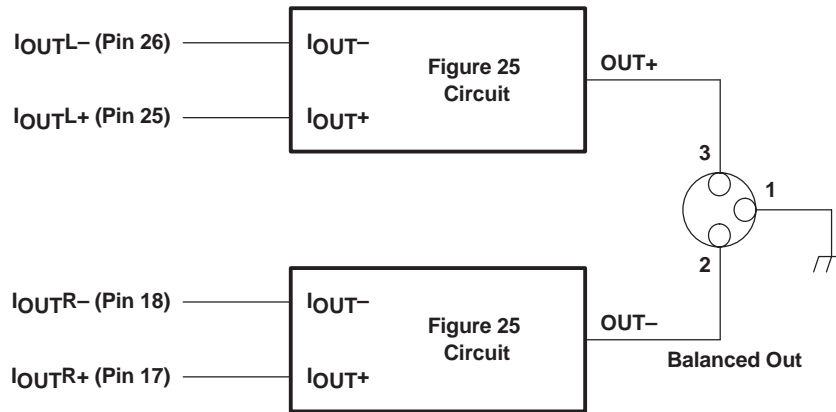 IOUTL– (Pin 26)
IOUT–
Figure 25
Circuit
OUT+
IOUTL+ (Pin 25)
IOUT+
3
1
2
IOUTR– (Pin 18)
IOUT–
Figure 25
Circuit
OUT–
Balanced Out
IOUTR+ (Pin 17)
IOUT+